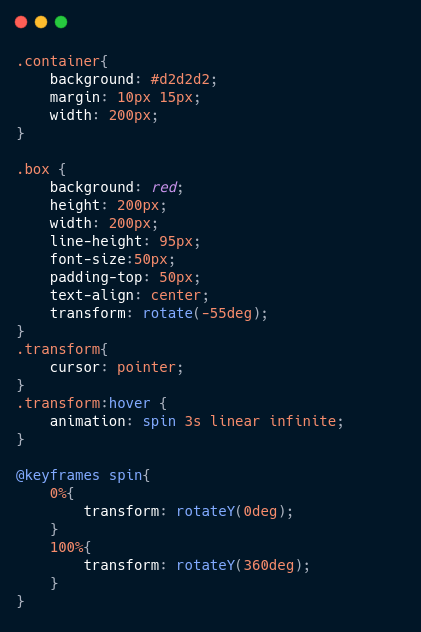 .container{
    background: #d2d2d2;
    margin: 10px 15px;
    width: 200px;
}

.box {
    background: red;
    height: 200px;
    width: 200px;
    line-height: 95px;
    font-size:50px;
    padding-top: 50px;
    text-align: center;
    transform: rotate(-55deg);
}
.transform{
    cursor: pointer;
}
.transform:hover {
    animation: spin 3s linear infinite;
}

@keyframes spin{
    0%{
        transform: rotateY(0deg);
    }
    100%{
        transform: rotateY(360deg);
    }
}